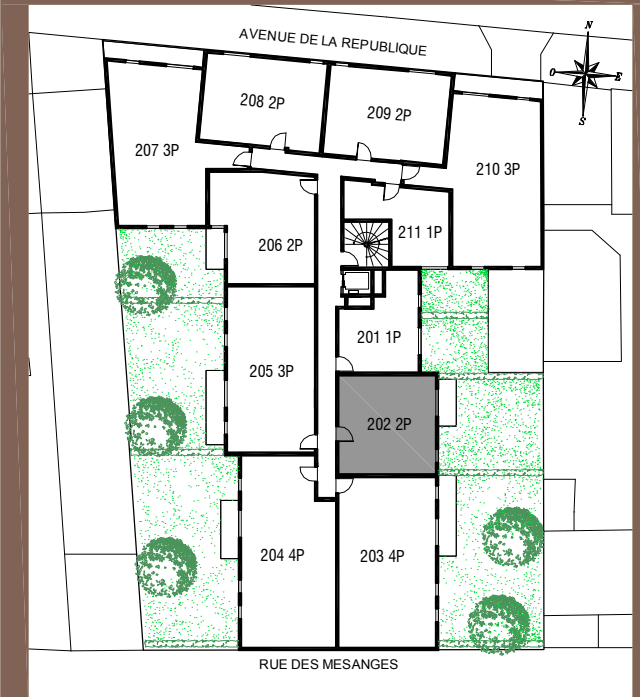 AVENUE DE LA REPUBLIQUE
N
O
E
S
208 2P
209 2P
207 3P
210 3P
206 2P
211 1P
201 1P
205 3P
202 2P
204 4P
203 4P
RUE DES MESANGES